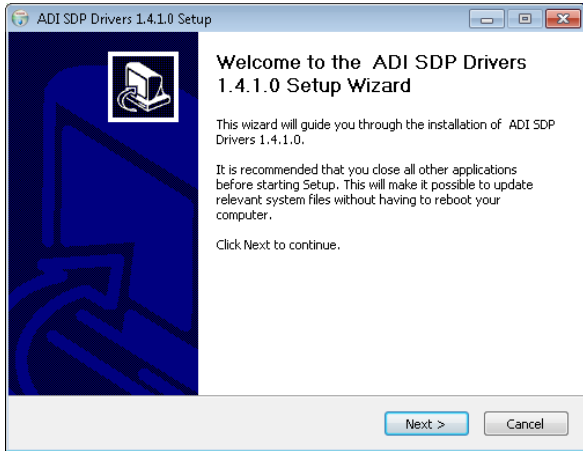 ADI SDP Drivers 1.4.1.0 Setup
Welcome to the ADI SDP Drivers
1.4.1.0 Setup Wizard
This wizard will guide you through the installation of ADI SDP
Drivers 1.4.1.0.
It is recommended that you close all other applications
before starting Setup. This will make it possible to update
relevant system files without having to reboot your
computer.
Click Next to continue.
Next >
Cancel